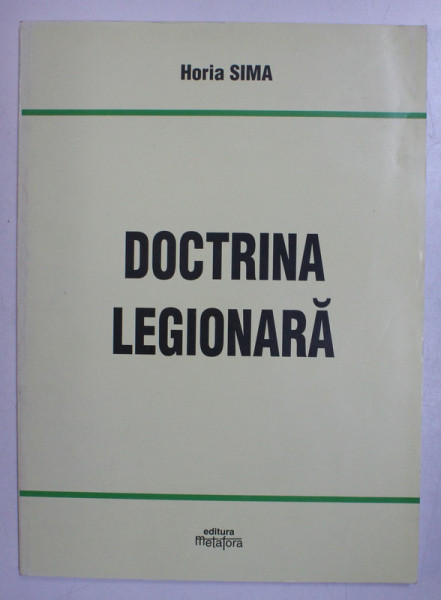 Horia SIMA
DOCTRINA
LEGIONARĂ
editura
metafora